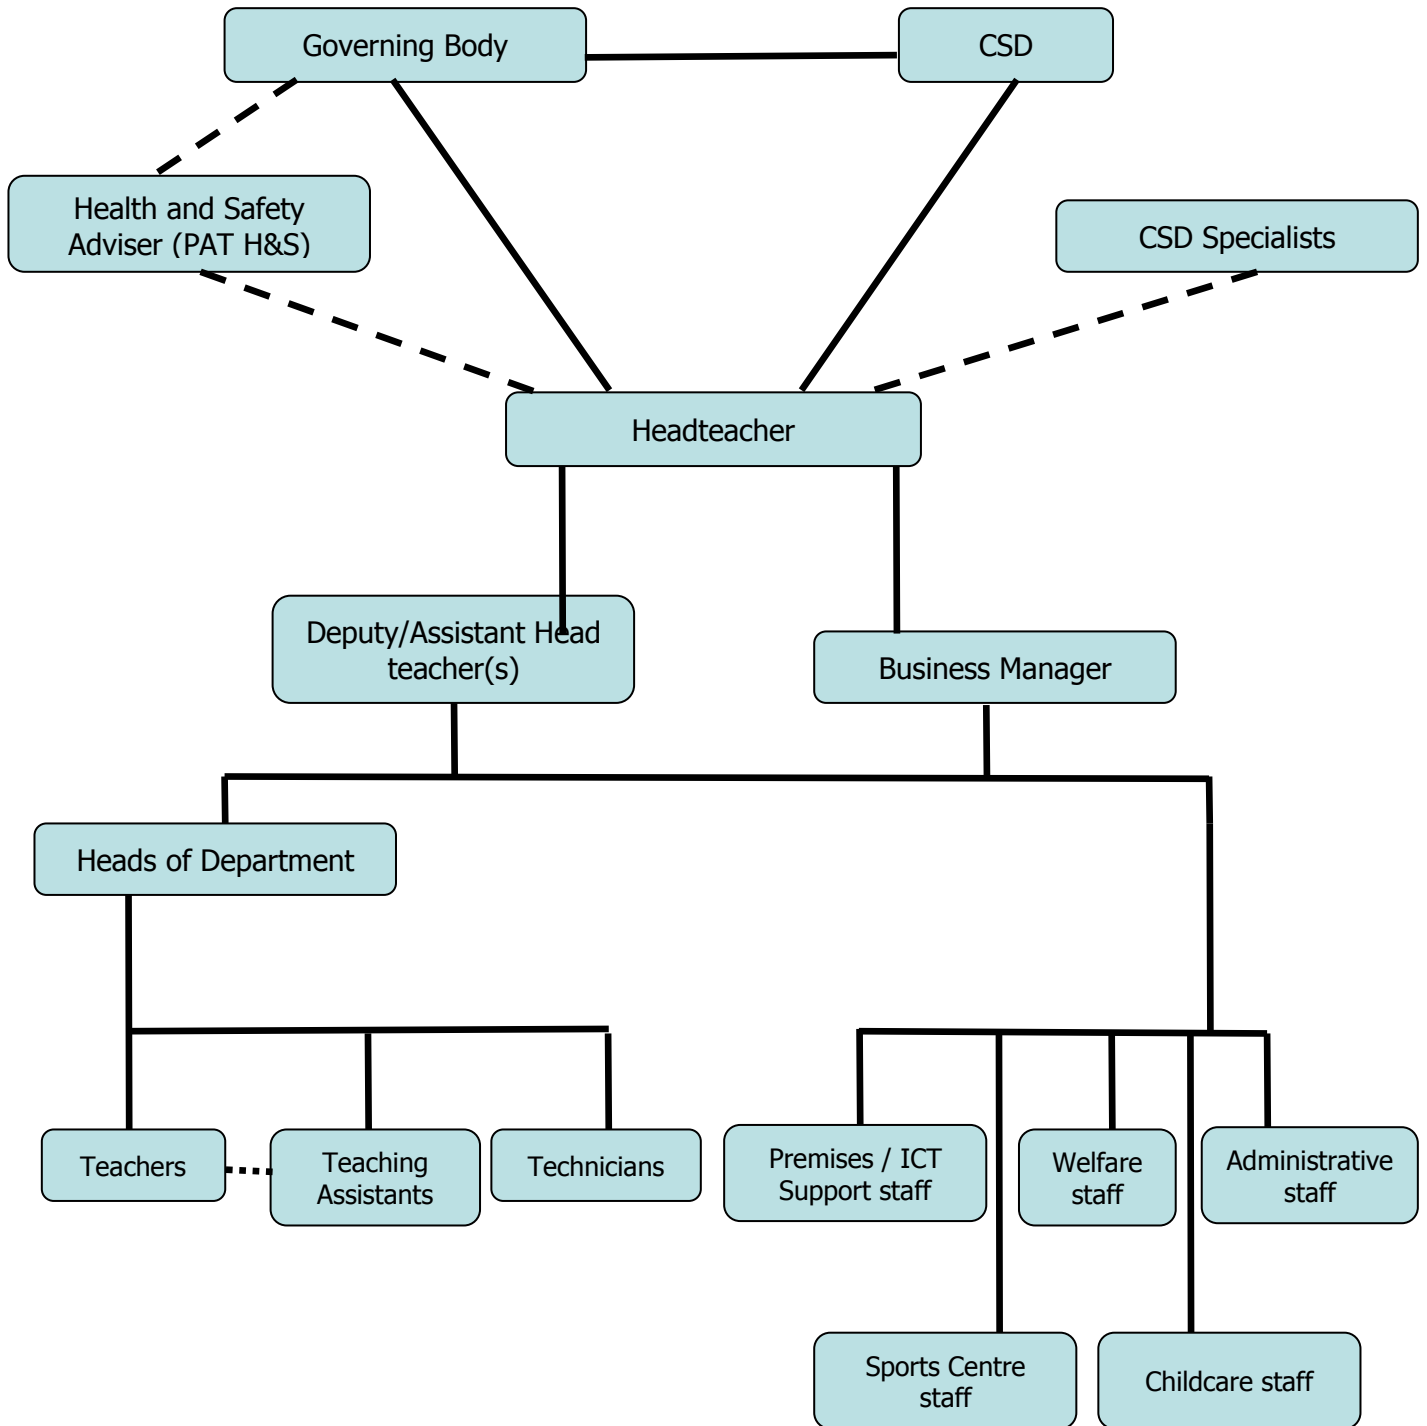 Governing Body
CSD
Health and Safety
Adviser (PAT H&S)
CSD Specialists
Headteacher
Deputy/Assistant Head
teacher(s)
Business Manager
Heads of Department
Teachers
Teaching
Assistants
Technicians
Premises / ICT
Support staff
Welfare
staff
Administrative
staff
Sports Centre
staff
Childcare staff